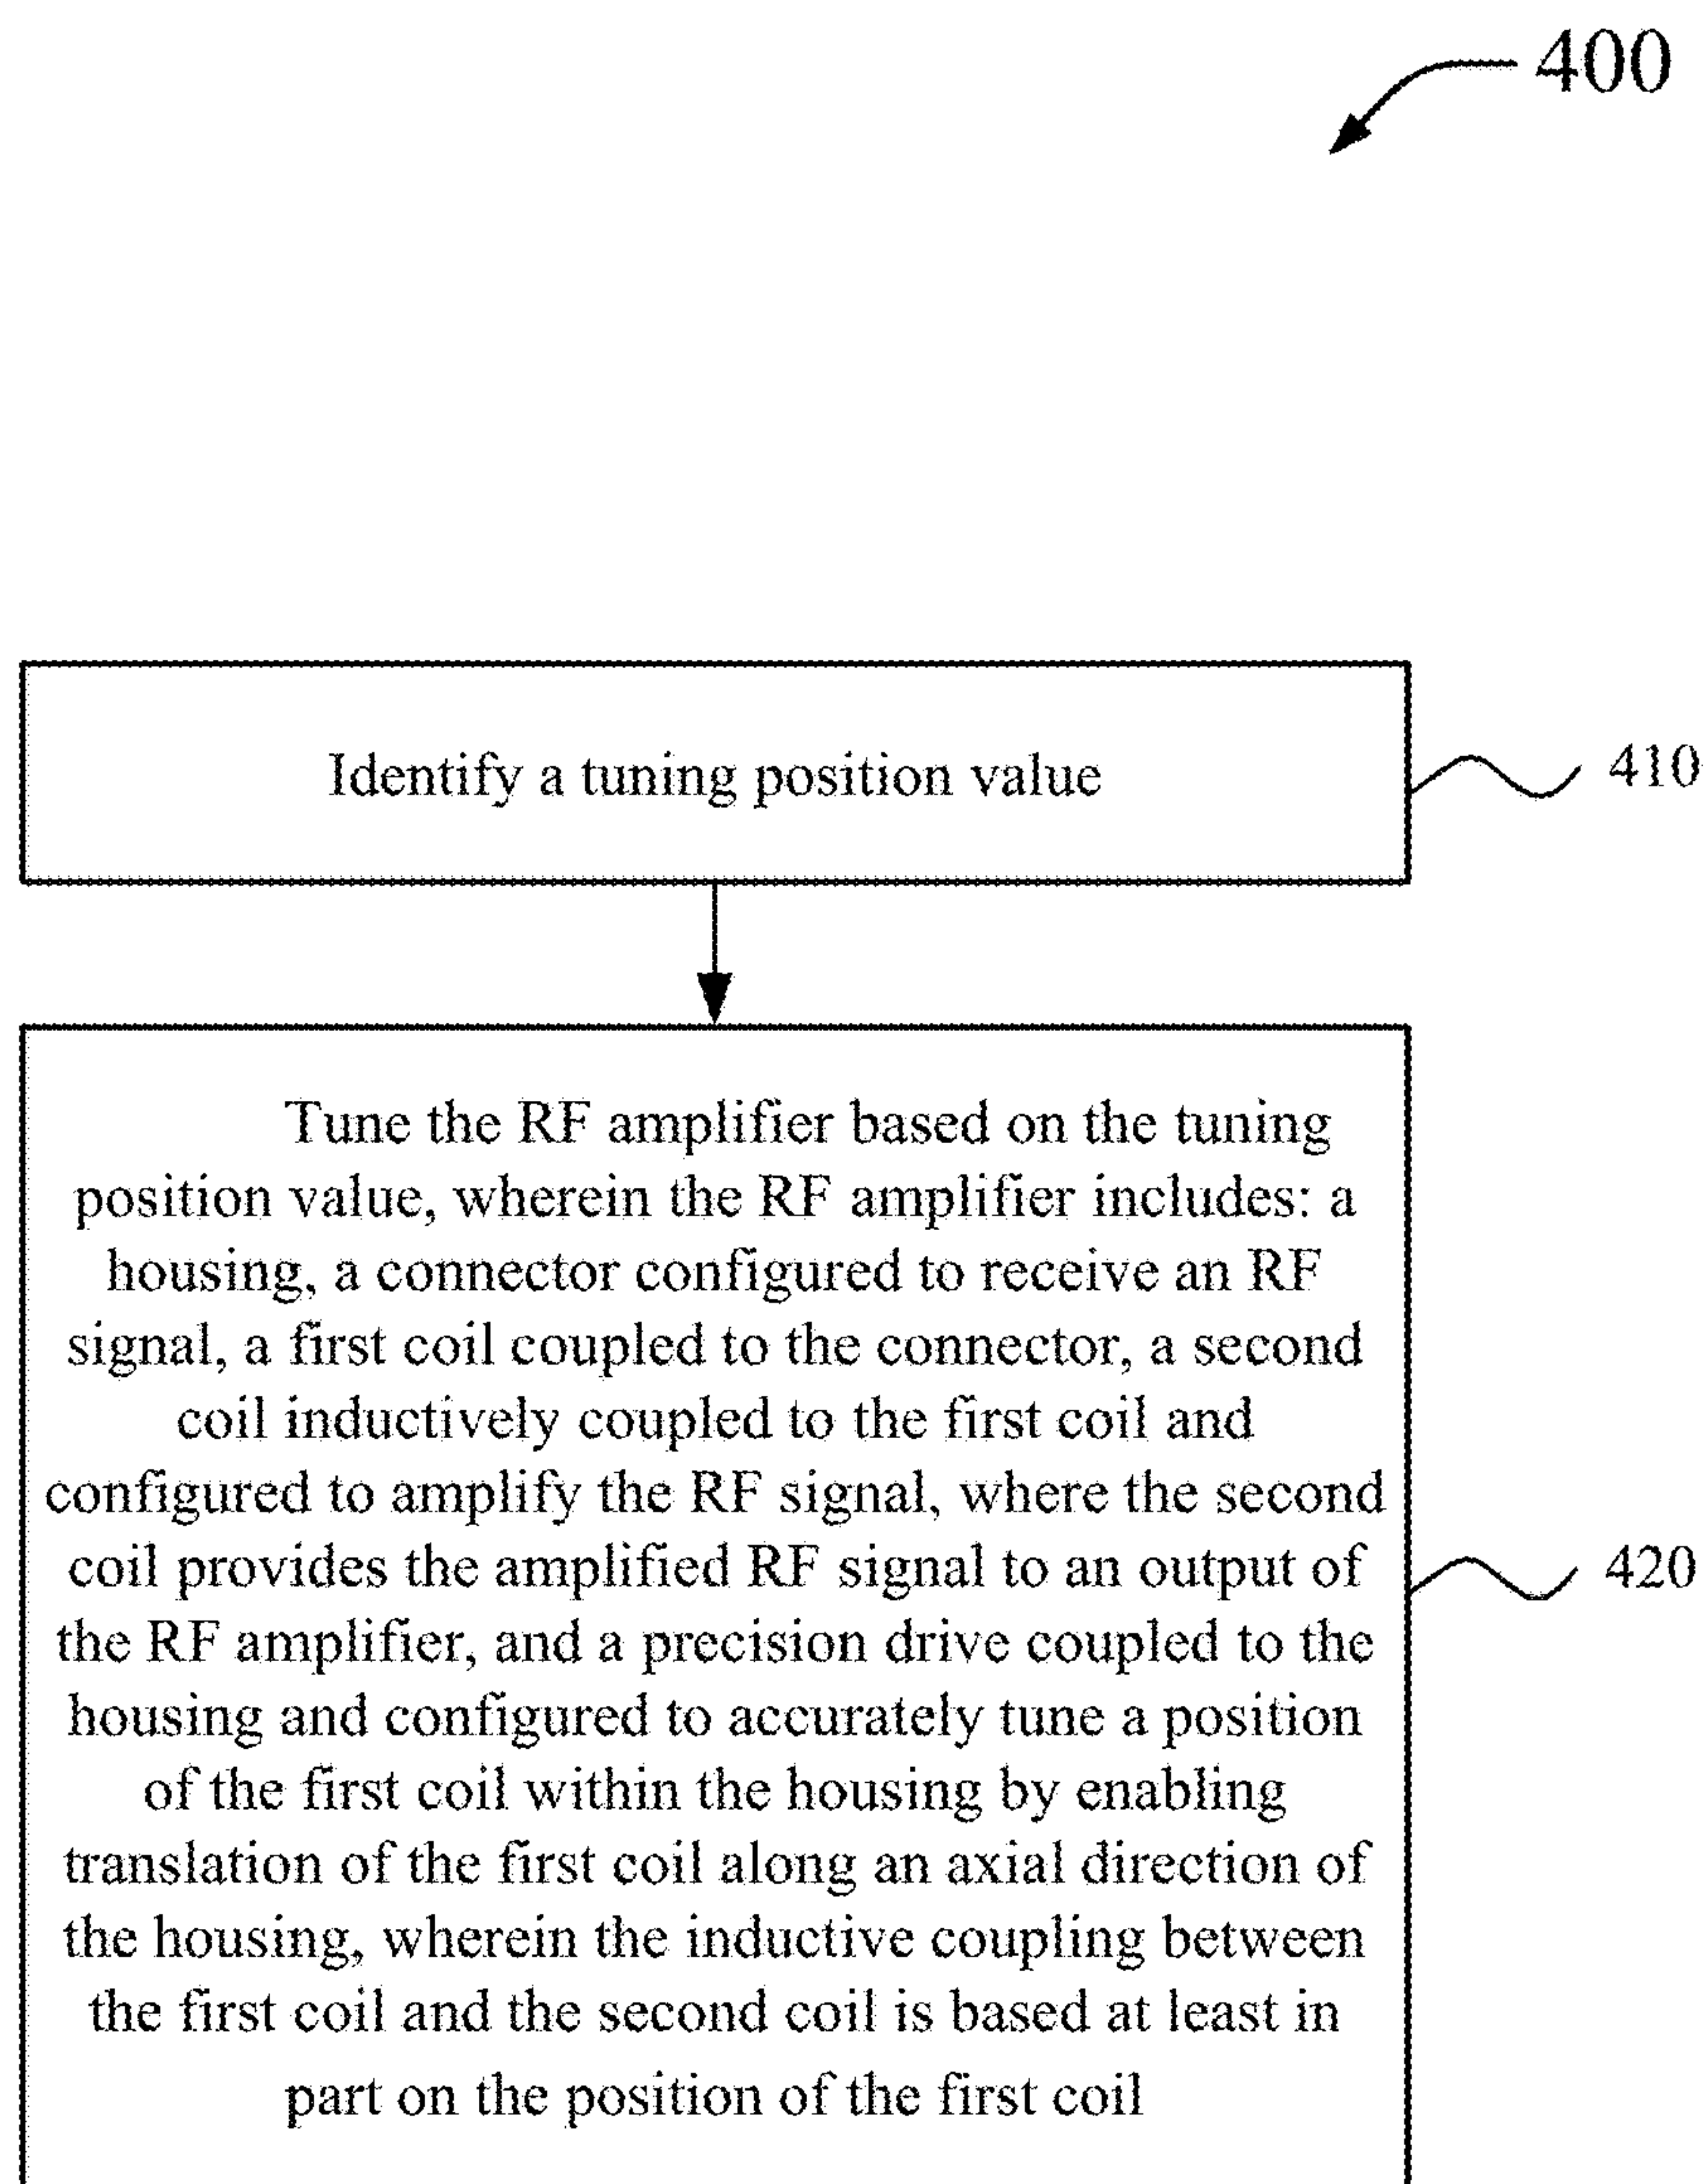 400
Identify a tuning position value
410
Tune the RF amplifier based on the tuning
position value, wherein the RF amplifier includes: a
housing, a connector configured to receive an RF
signal, a first coil coupled to the connector, a second
coil inductively coupled to the first coil and
configured to amplify the RF signal, where the second
coil provides the amplified RF signal to an output of
the RF amplifier, and a precision drive coupled to the
housing and configured to accurately tune a position
of the first coil within the housing by enabling
translation of the first coil along an axial direction of
the housing, wherein the inductive coupling between
the first coil and the second coil is based at least in
part on the position of the first coil
420